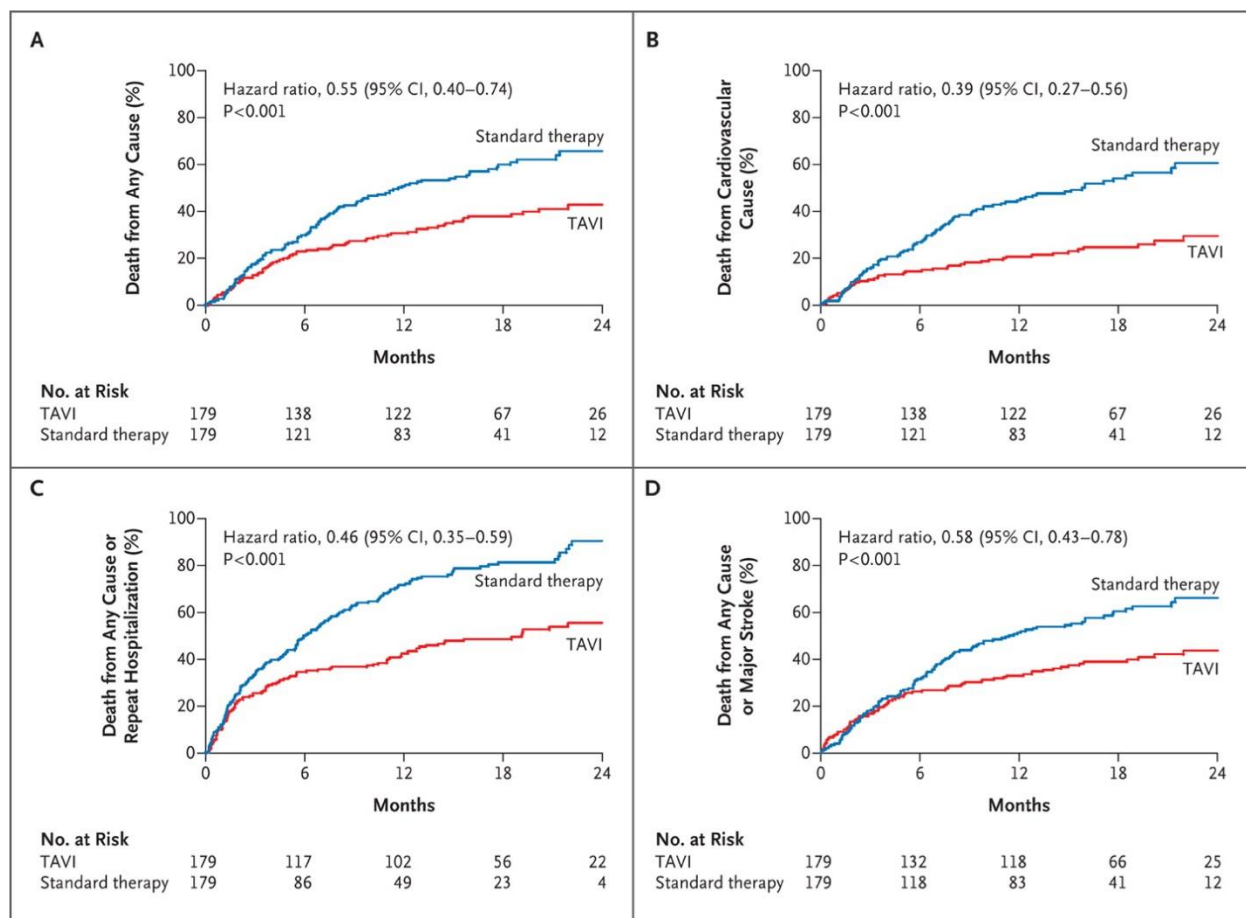 A
Death from Any Cause (%)
100
80
60
40
20
0
Hazard ratio, 0.55 (95% CI, 0.40–0.74)
P<0.001
Standard therapy
TAVI
0 6 12 18 24
Months
No. at Risk
TAVI 179 138 122 67 26
Standard therapy 179 121 83 41 12
B
Death from Cardiovascular
Cause (%)
100
80
60
40
20
0
Hazard ratio, 0.39 (95% CI, 0.27–0.56)
P<0.001
Standard therapy
TAVI
0 6 12 18 24
Months
No. at Risk
TAVI 179 138 122 67 26
Standard therapy 179 121 83 41 12
C
Death from Any Cause or
Repeat Hospitalization (%)
100
80
60
40
20
0
Hazard ratio, 0.46 (95% CI, 0.35–0.59)
P<0.001
Standard therapy
TAVI
0 6 12 18 24
Months
No. at Risk
TAVI 179 117 102 56 22
Standard therapy 179 86 49 23 4
D
Death from Any Cause
or Major Stroke (%)
100
80
60
40
20
0
Hazard ratio, 0.58 (95% CI, 0.43–0.78)
P<0.001
Standard therapy
TAVI
0 6 12 18 24
Months
No. at Risk
TAVI 179 132 118 66 25
Standard therapy 179 118 83 41 12